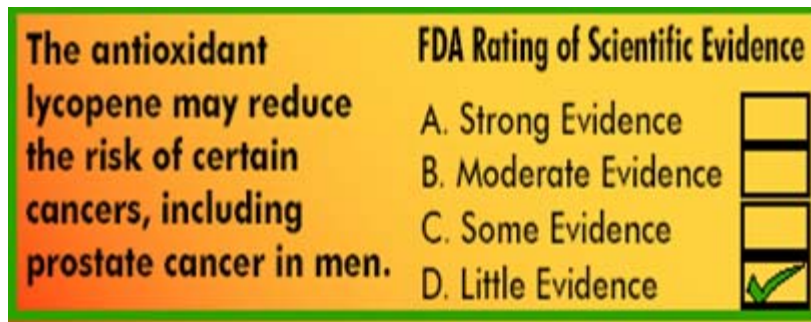 The antioxidant
lycopene may reduce
the risk of certain
cancers, including
prostate cancer in men.
FDA Rating of Scientific Evidence
A. Strong Evidence
B. Moderate Evidence
C. Some Evidence
D. Little Evidence